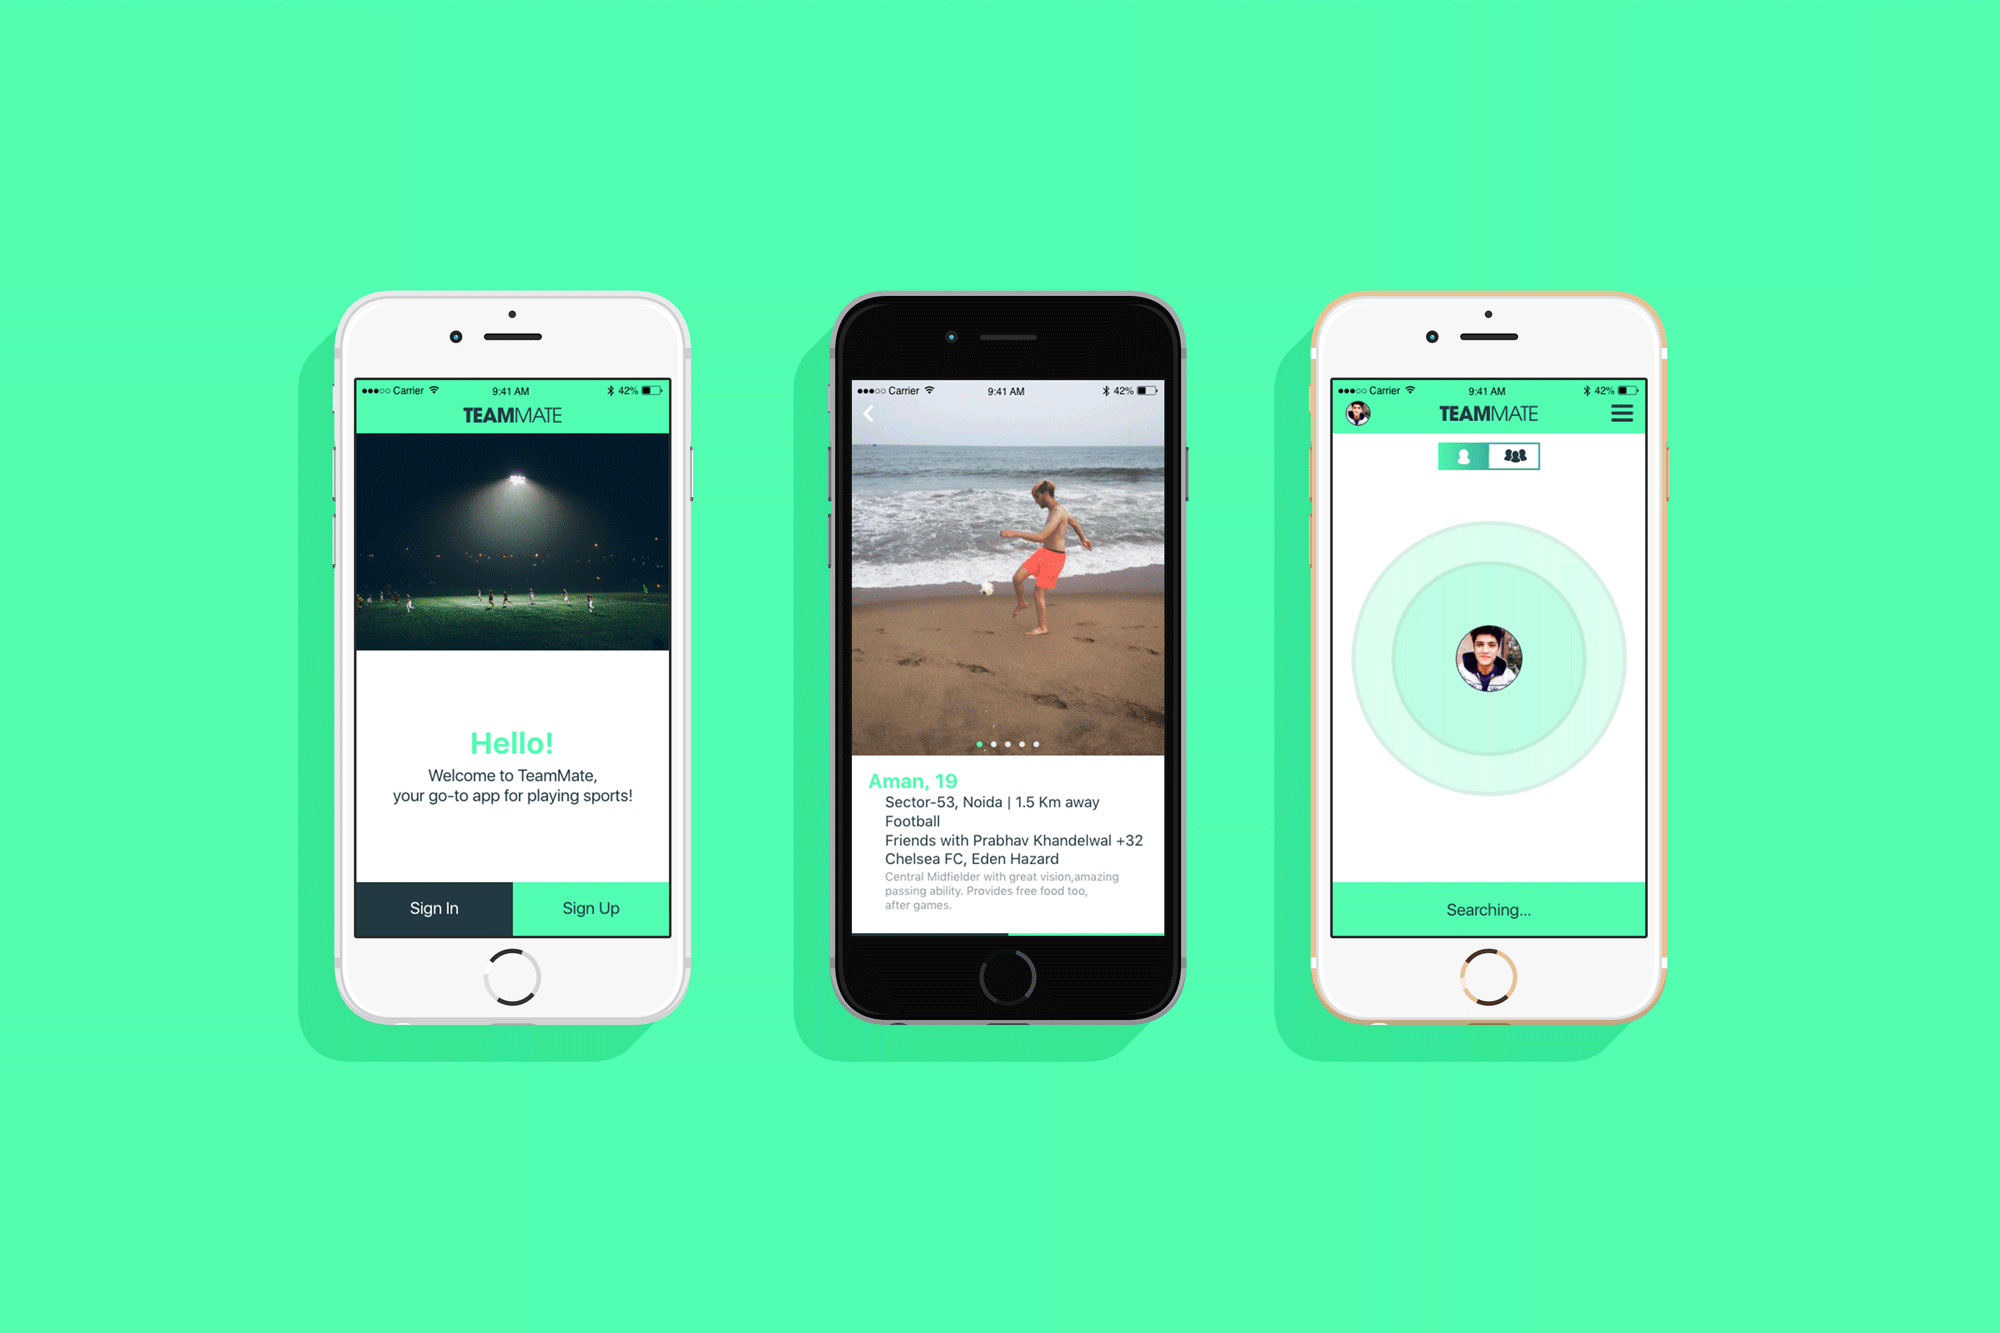 Carrier 9:41 AM 42%
TEAMMATE
Hello!
Welcome to TeamMate,
your go-to app for playing sports!
Sign In Sign Up
Carrier 9:41 AM 42%
Aman, 19
Sector-53, Noida | 1.5 Km away
Football
Friends with Prabhav Khandelwal +32
Chelsea FC, Eden Hazard
Central Midfielder with great vision,amazing
passing ability. Provides free food too,
after games.
Carrier 9:41 AM 42%
TEAMMATE
Searching...